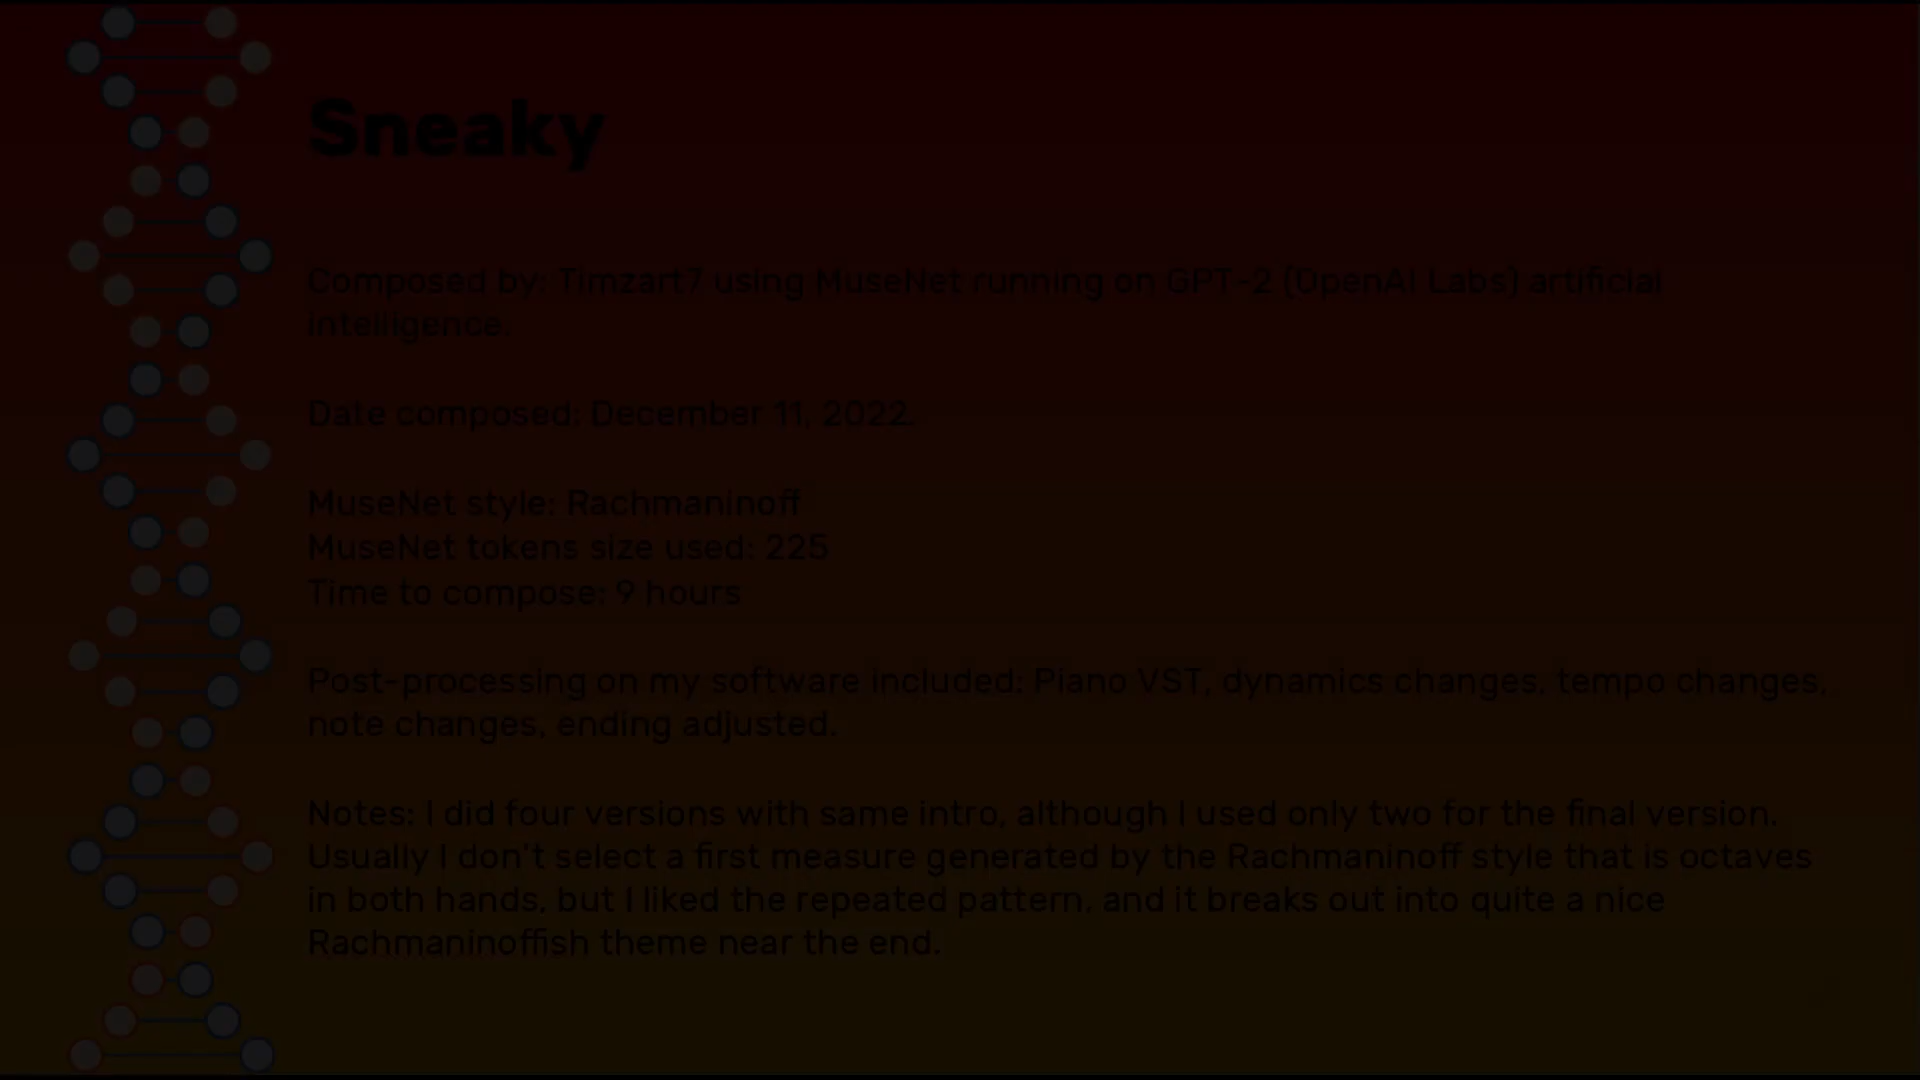 Sneaky
Composed by: Timzart7 using MuseNet running on GPT-2 (OpenAI Labs) artificial
intelligence.
Date composed: December 11, 2022.
MuseNet style: Rachmaninoff
MuseNet tokens size used: 225
Time to compose: 9 hours
Post-processing on my software included: Piano VST, dynamics changes, tempo changes,
note changes, ending adjusted.
Notes: I did four versions with same intro, although I used only two for the final version.
Usually I don't select a first measure generated by the Rachmaninoff style that is octaves
in both hands, but I liked the repeated pattern, and it breaks out into quite a nice
Rachmaninoffish theme near the end.